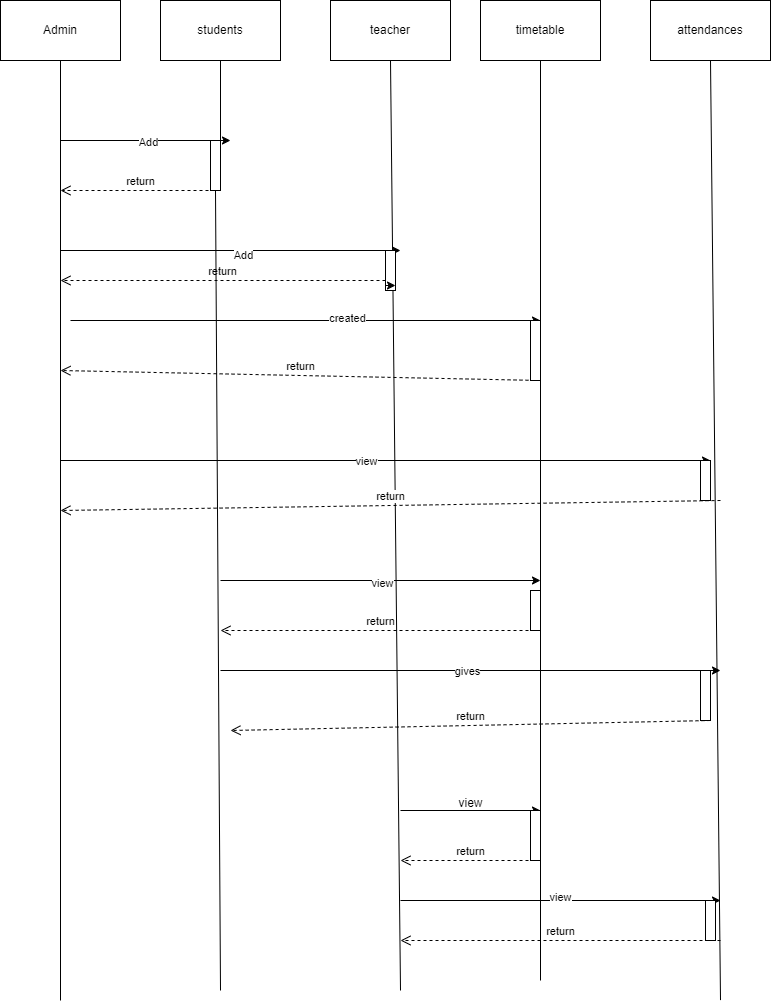 Admin
students
teacher
timetable
attendances
Add
return
Add
return
created
return
view
return
view
return
gives
return
view
return
view
return